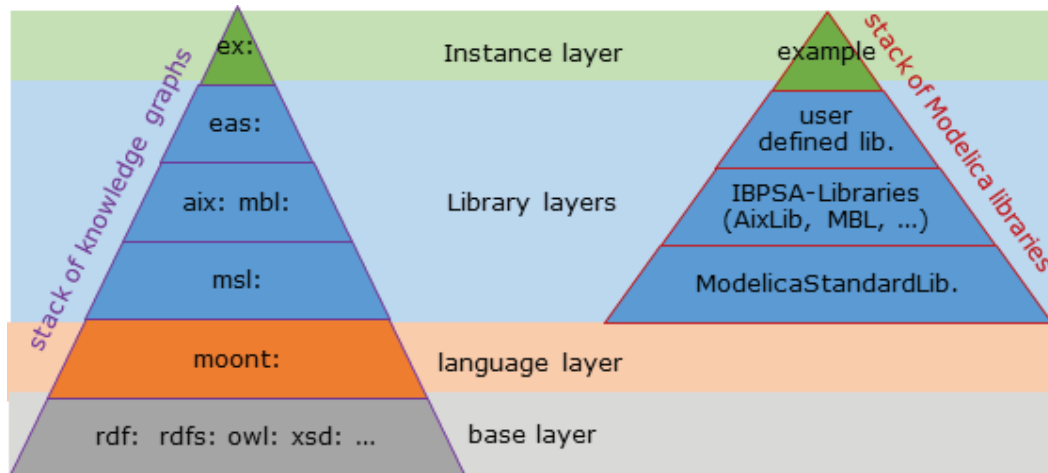 ex:
Instance layer
example
stack of knowledge graphs
stack of Modelica libraries
eas:
user
defined lib.
aix: mbl:
Library layers
IBPSA-Libraries
(AixLib, MBL, ...)
msl:
ModelicaStandardLib.
moont:
language layer
rdf: rdfs: owl: xsd: ...
base layer